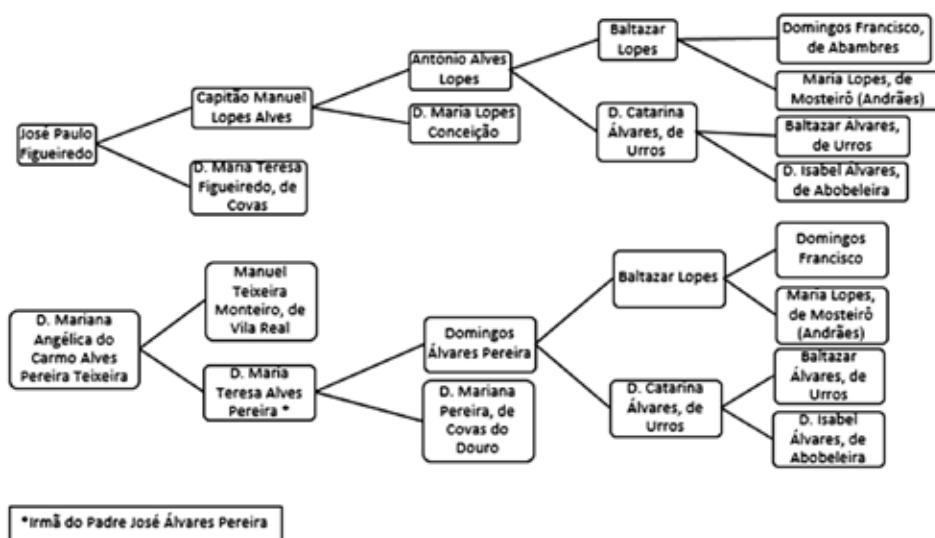 José Paulo
Figueiredo
Capitão Manuel
Lopes Alves
D. Maria Teresa
Figueiredo, de
Covas
António Alves
Lopes
D. Maria Lopes
Conceição
Baltazar
Lopes
D. Catarina
Álvares, de
Urros
Domingos Francisco,
de Abambres
Maria Lopes, de
Mosteirô (Andrães)
Baltazar Álvares,
de Urros
D. Isabel Álvares,
de Abobeleira
D. Mariana
Angélica do
Carmo Alves
Pereira Teixeira
Manuel
Teixeira
Monteiro, de
Vila Real
D. Maria
Teresa Alves
Pereira *
Domingos
Álvares Pereira
D. Mariana
Pereira, de
Covas do
Douro
Baltazar Lopes
D. Catarina
Álvares, de
Urros
Domingos
Francisco
Maria Lopes,
de Mosteirô
(Andrães)
Baltazar
Álvares, de
Urros
D. Isabel
Álvares, de
Abobeleira
*Irmã do Padre José Álvares Pereira